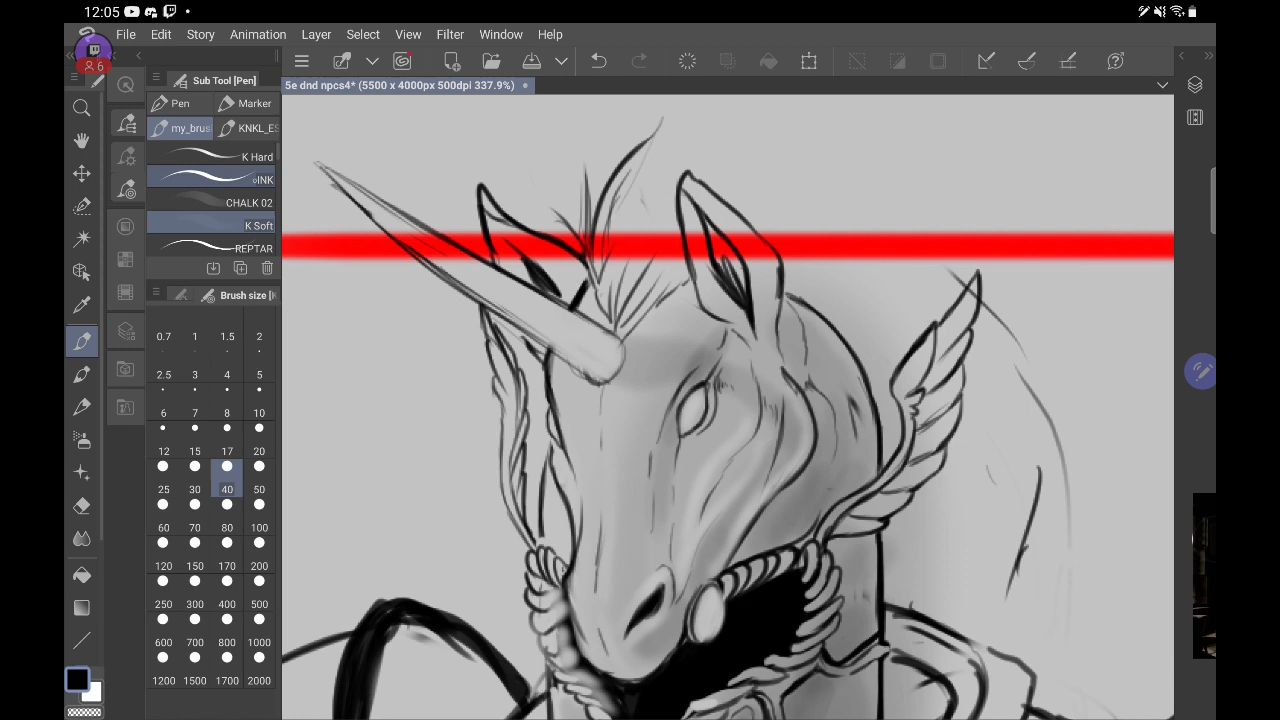 12:05
File Edit Story Animation Layer Select View Filter Window Help
6
Sub Tool [Pen]
5e dnd npcs4* (5500 x 4000px 500dpi 337.9%)
Pen Marker
my_brus KNKL_ES
K Hard
INK
CHALK 02
K Soft
REPTAR
Brush size [K
0.7 1 1.5 2
2.5 3 4 5
6 7 8 10
12 15 17 20
25 30 40 50
60 70 80 100
120 150 170 200
250 300 400 500
600 700 800 1000
1200 1500 1700 2000